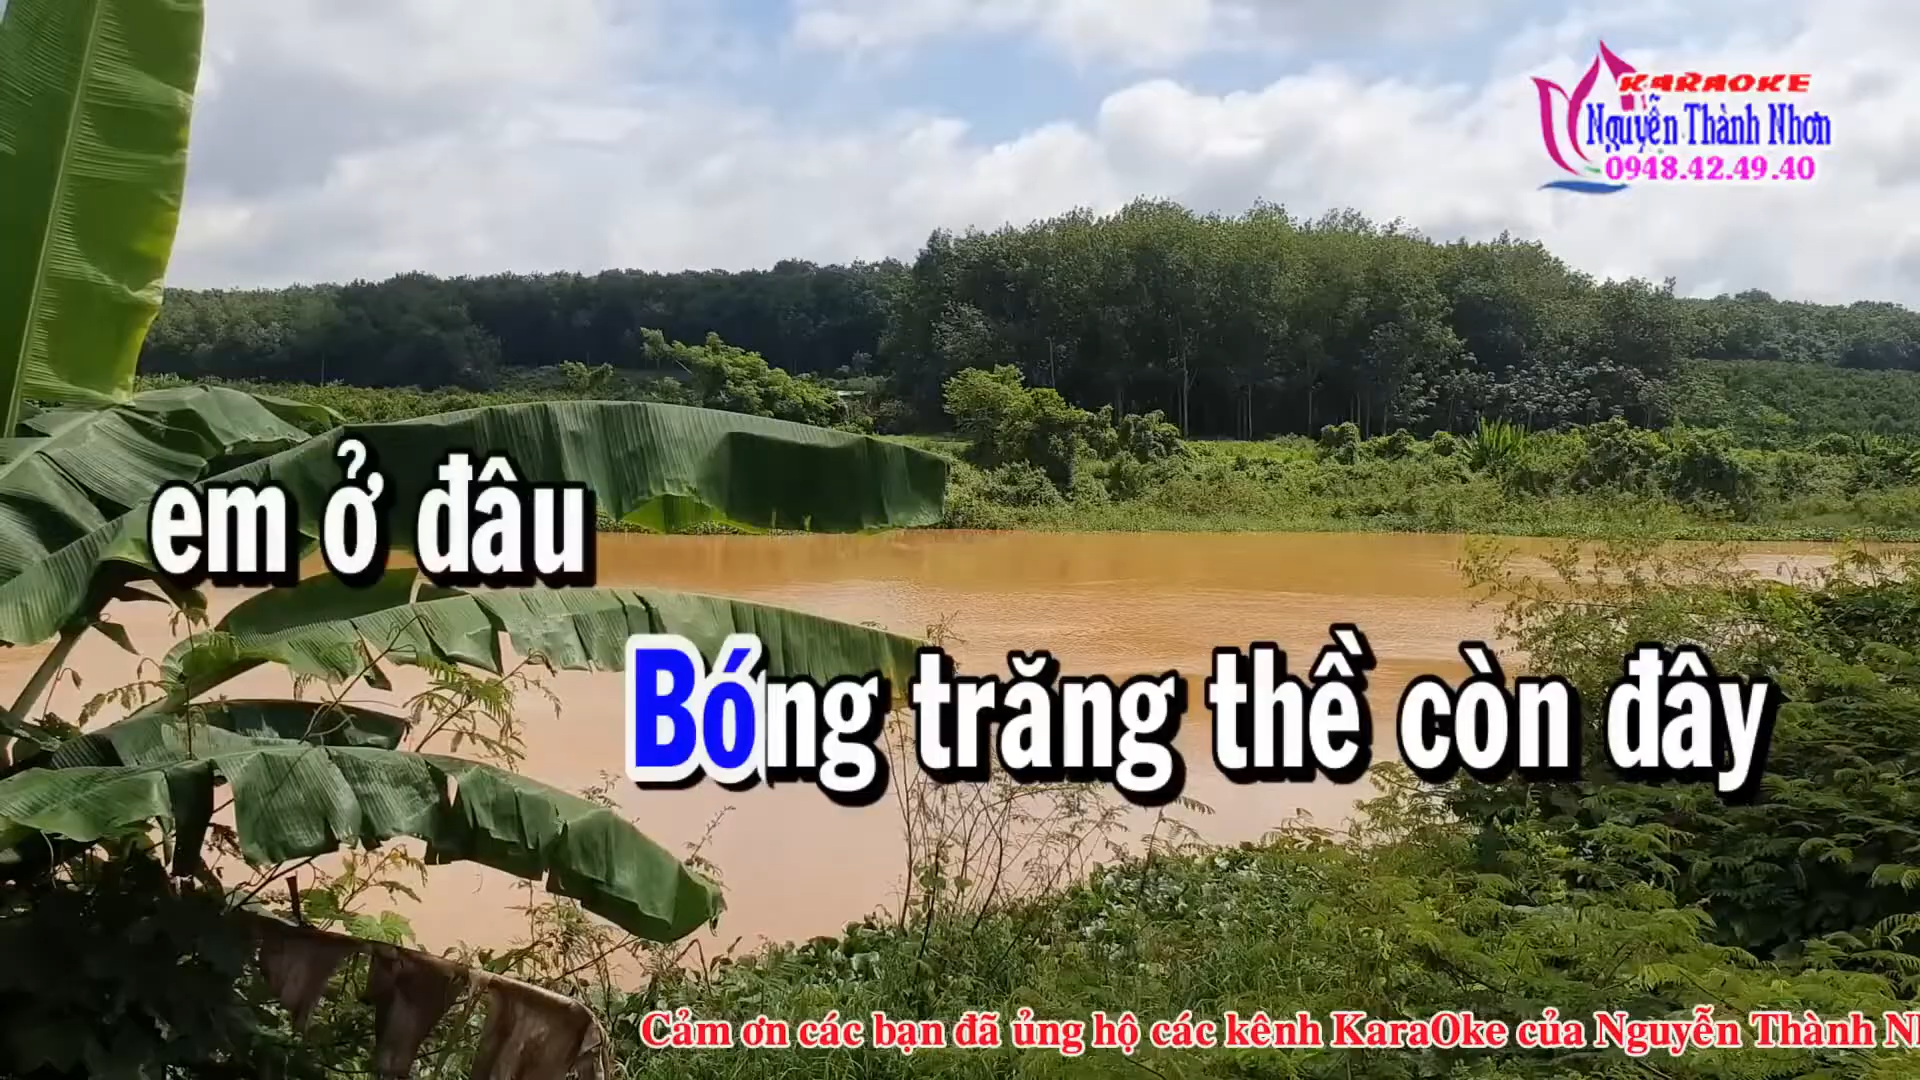 KARAOKE
Nguyễn Thành Nhơn
0948.42.49.40
em ở đâu
Bóng trăng thề còn đây
Cảm ơn các bạn đã ủng hộ các kênh KaraOke của Nguyễn Thành